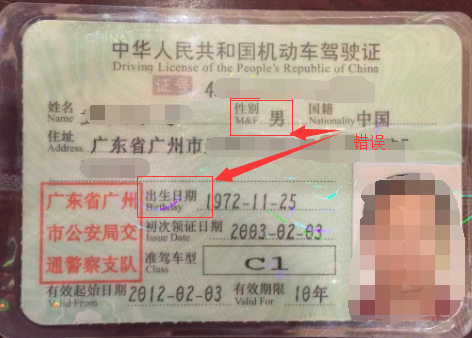 中华人民共和国机动车驾驶证
Driving License of the People's Republic of China
证号 4
姓名
Name
性别
M&F
男
国籍
Nationality
中国
住址
Address
广东省广州市
错误
广东省广州
市公安局交
通警察支队
出生日期
Birthday
1972-11-25
初次领证日期
Issue Date
2003-02-03
准驾车型
Class
C1
有效起始日期
Valid From
2012-02-03
有效期限
Valid For
10年